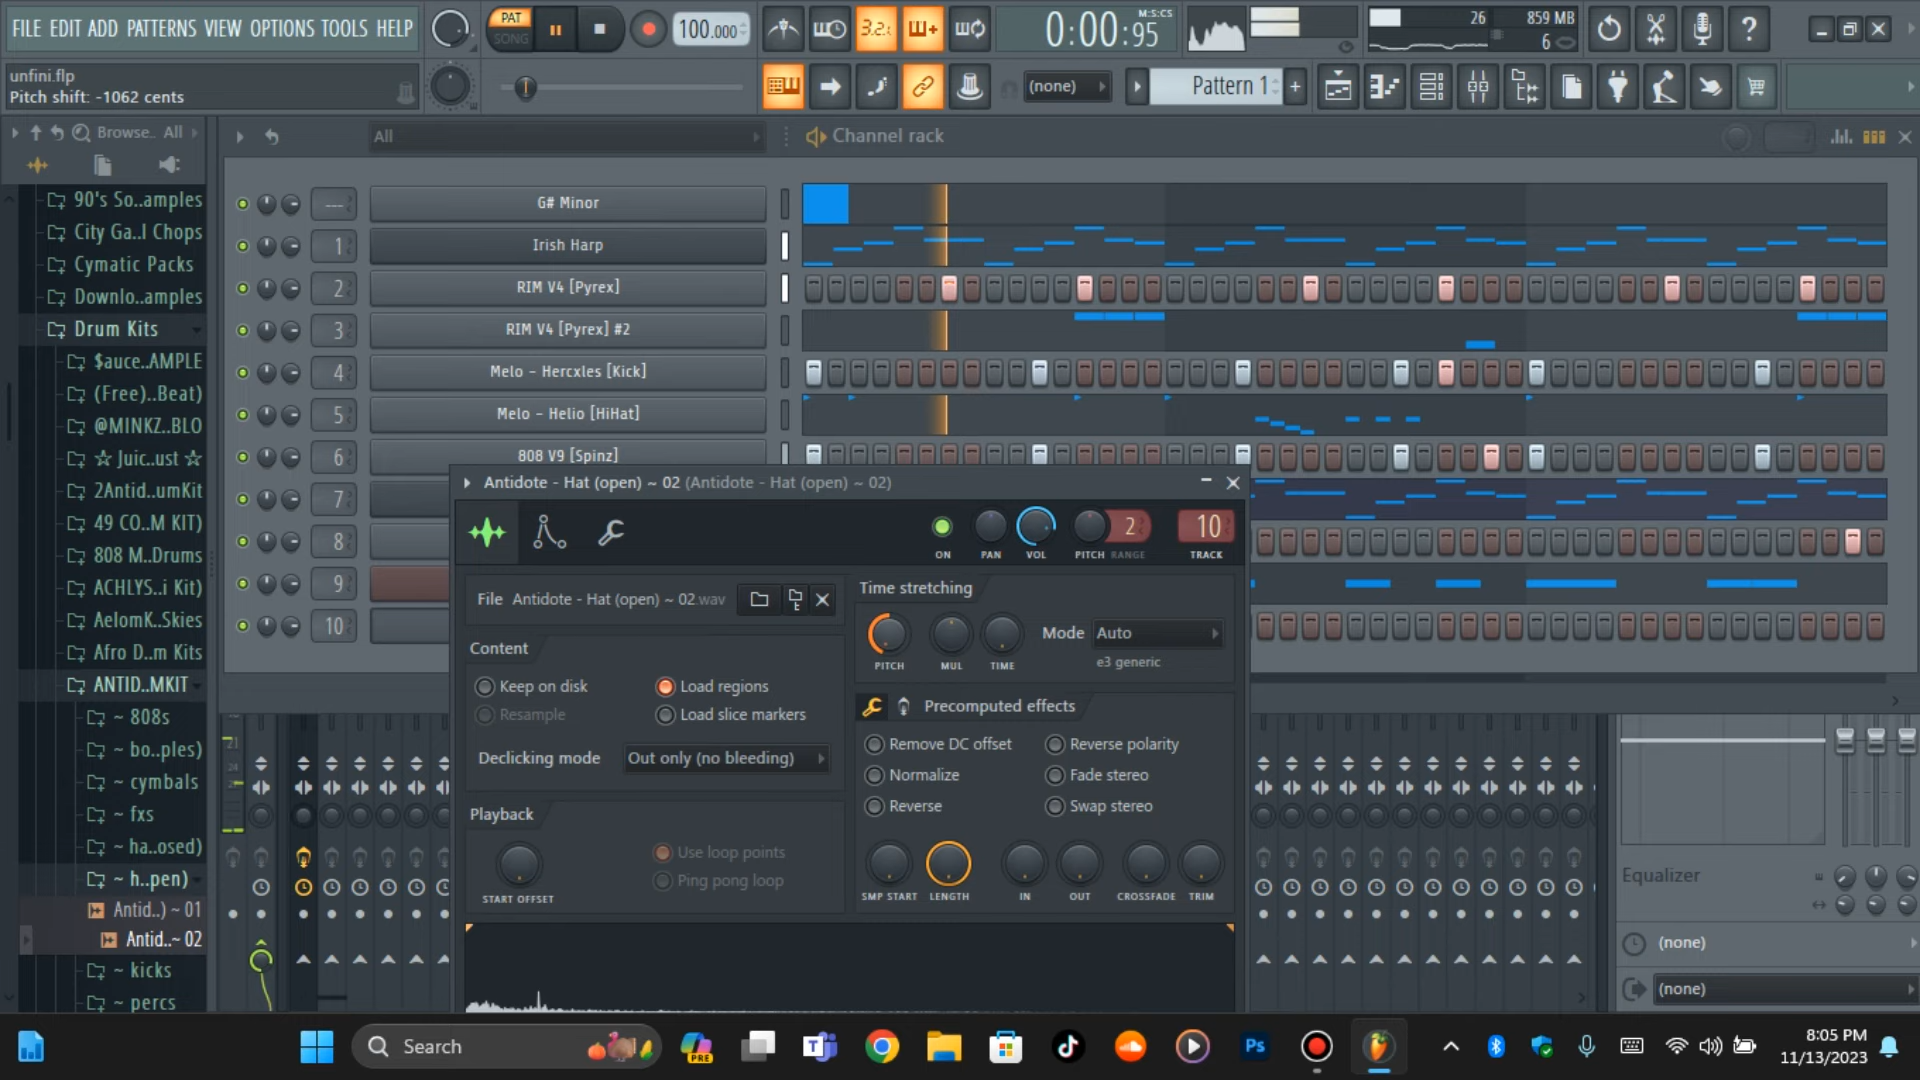 FILE EDIT ADD PATTERNS VIEW OPTIONS TOOLS HELP
PAT
SONG
100.000
3.2.
0:00:95
M:S:CS
26
859 MB
6
unfini.flp
Pitch shift: -1062 cents
(none)
Pattern 1
Browse.. All
All
Channel rack
90's So..amples
City Ga..l Chops
Cymatic Packs
Downlo..amples
Drum Kits
$auce..AMPLE
(Free)..Beat)
@MINKZ..BLO
☆ Juic..ust ☆
2Antid..umKit
49 CO..M KIT)
808 M..Drums
ACHLYS..i Kit)
AelomK..Skies
Afro D..m Kits
ANTID..MKIT
~ 808s
~ bo..ples)
~ cymbals
~ fxs
~ ha..osed)
~ h..pen)
Antid..) ~ 01
Antid..~ 02
~ kicks
~ percs
--- G# Minor
1 Irish Harp
2 RIM V4 [Pyrex]
3 RIM V4 [Pyrex] #2
4 Melo - Hercxles [Kick]
5 Melo - Helio [HiHat]
6 808 V9 [Spinz]
7
8
9
10
Antidote - Hat (open) ~ 02 (Antidote - Hat (open) ~ 02)
ON PAN VOL PITCH RANGE 2 10 TRACK
File Antidote - Hat (open) ~ 02.wav
Content
Keep on disk
Load regions
Resample
Load slice markers
Declicking mode Out only (no bleeding)
Playback
START OFFSET
Use loop points
Ping pong loop
Time stretching
PITCH MUL TIME
Mode Auto
e3 generic
Precomputed effects
Remove DC offset
Reverse polarity
Normalize
Fade stereo
Reverse
Swap stereo
SMP START LENGTH IN OUT CROSSFADE TRIM
Equalizer
(none)
(none)
Search
PRE
Ps
8:05 PM
11/13/2023